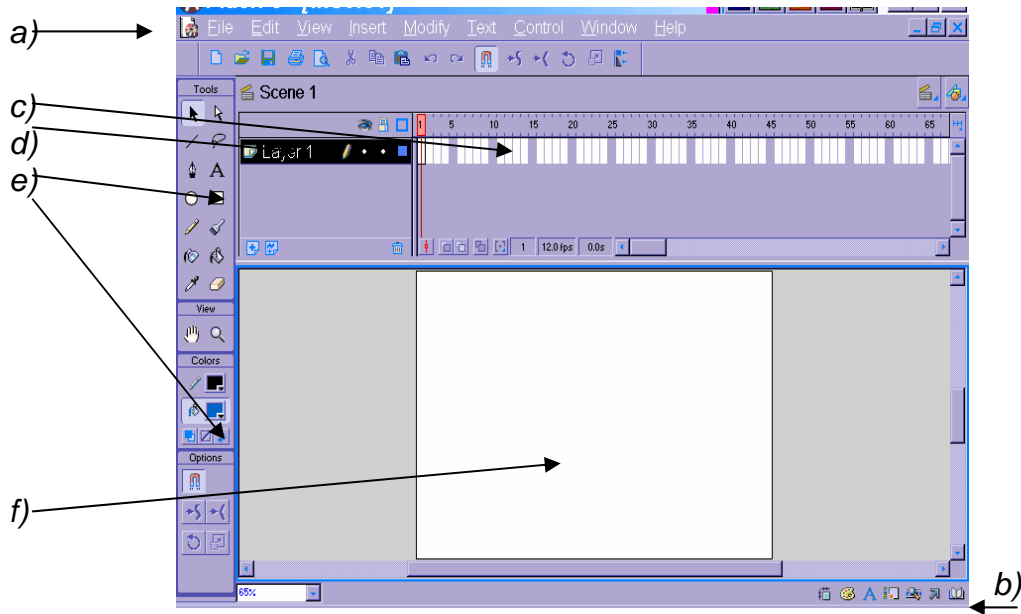 a)
File Edit View Insert Modify Text Control Window Help
Tools
Scene 1
c)
1 5 10 15 20 25 30 35 40 45 50 55 60 65
d)
Layer 1
A
e)
1 12.0 fps 0.0s
View
Colors
Options
f)
65%
A
b)